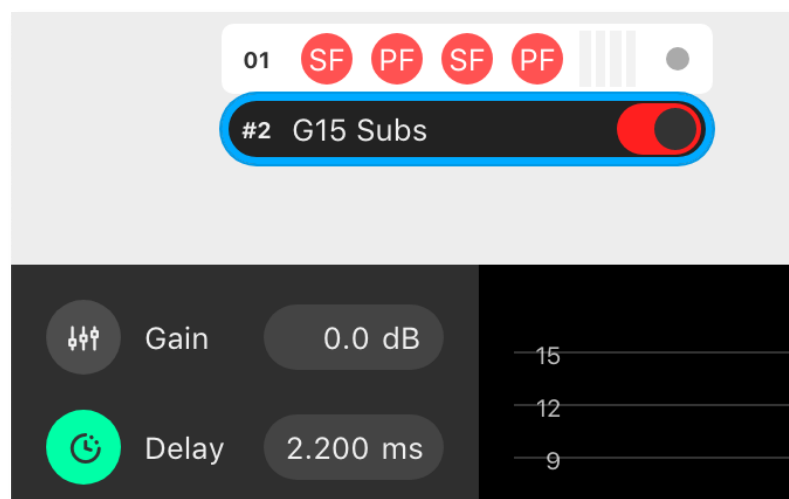 01 SF PF SF PF
#2 G15 Subs
Gain 0.0 dB
15
12
Delay 2.200 ms
9